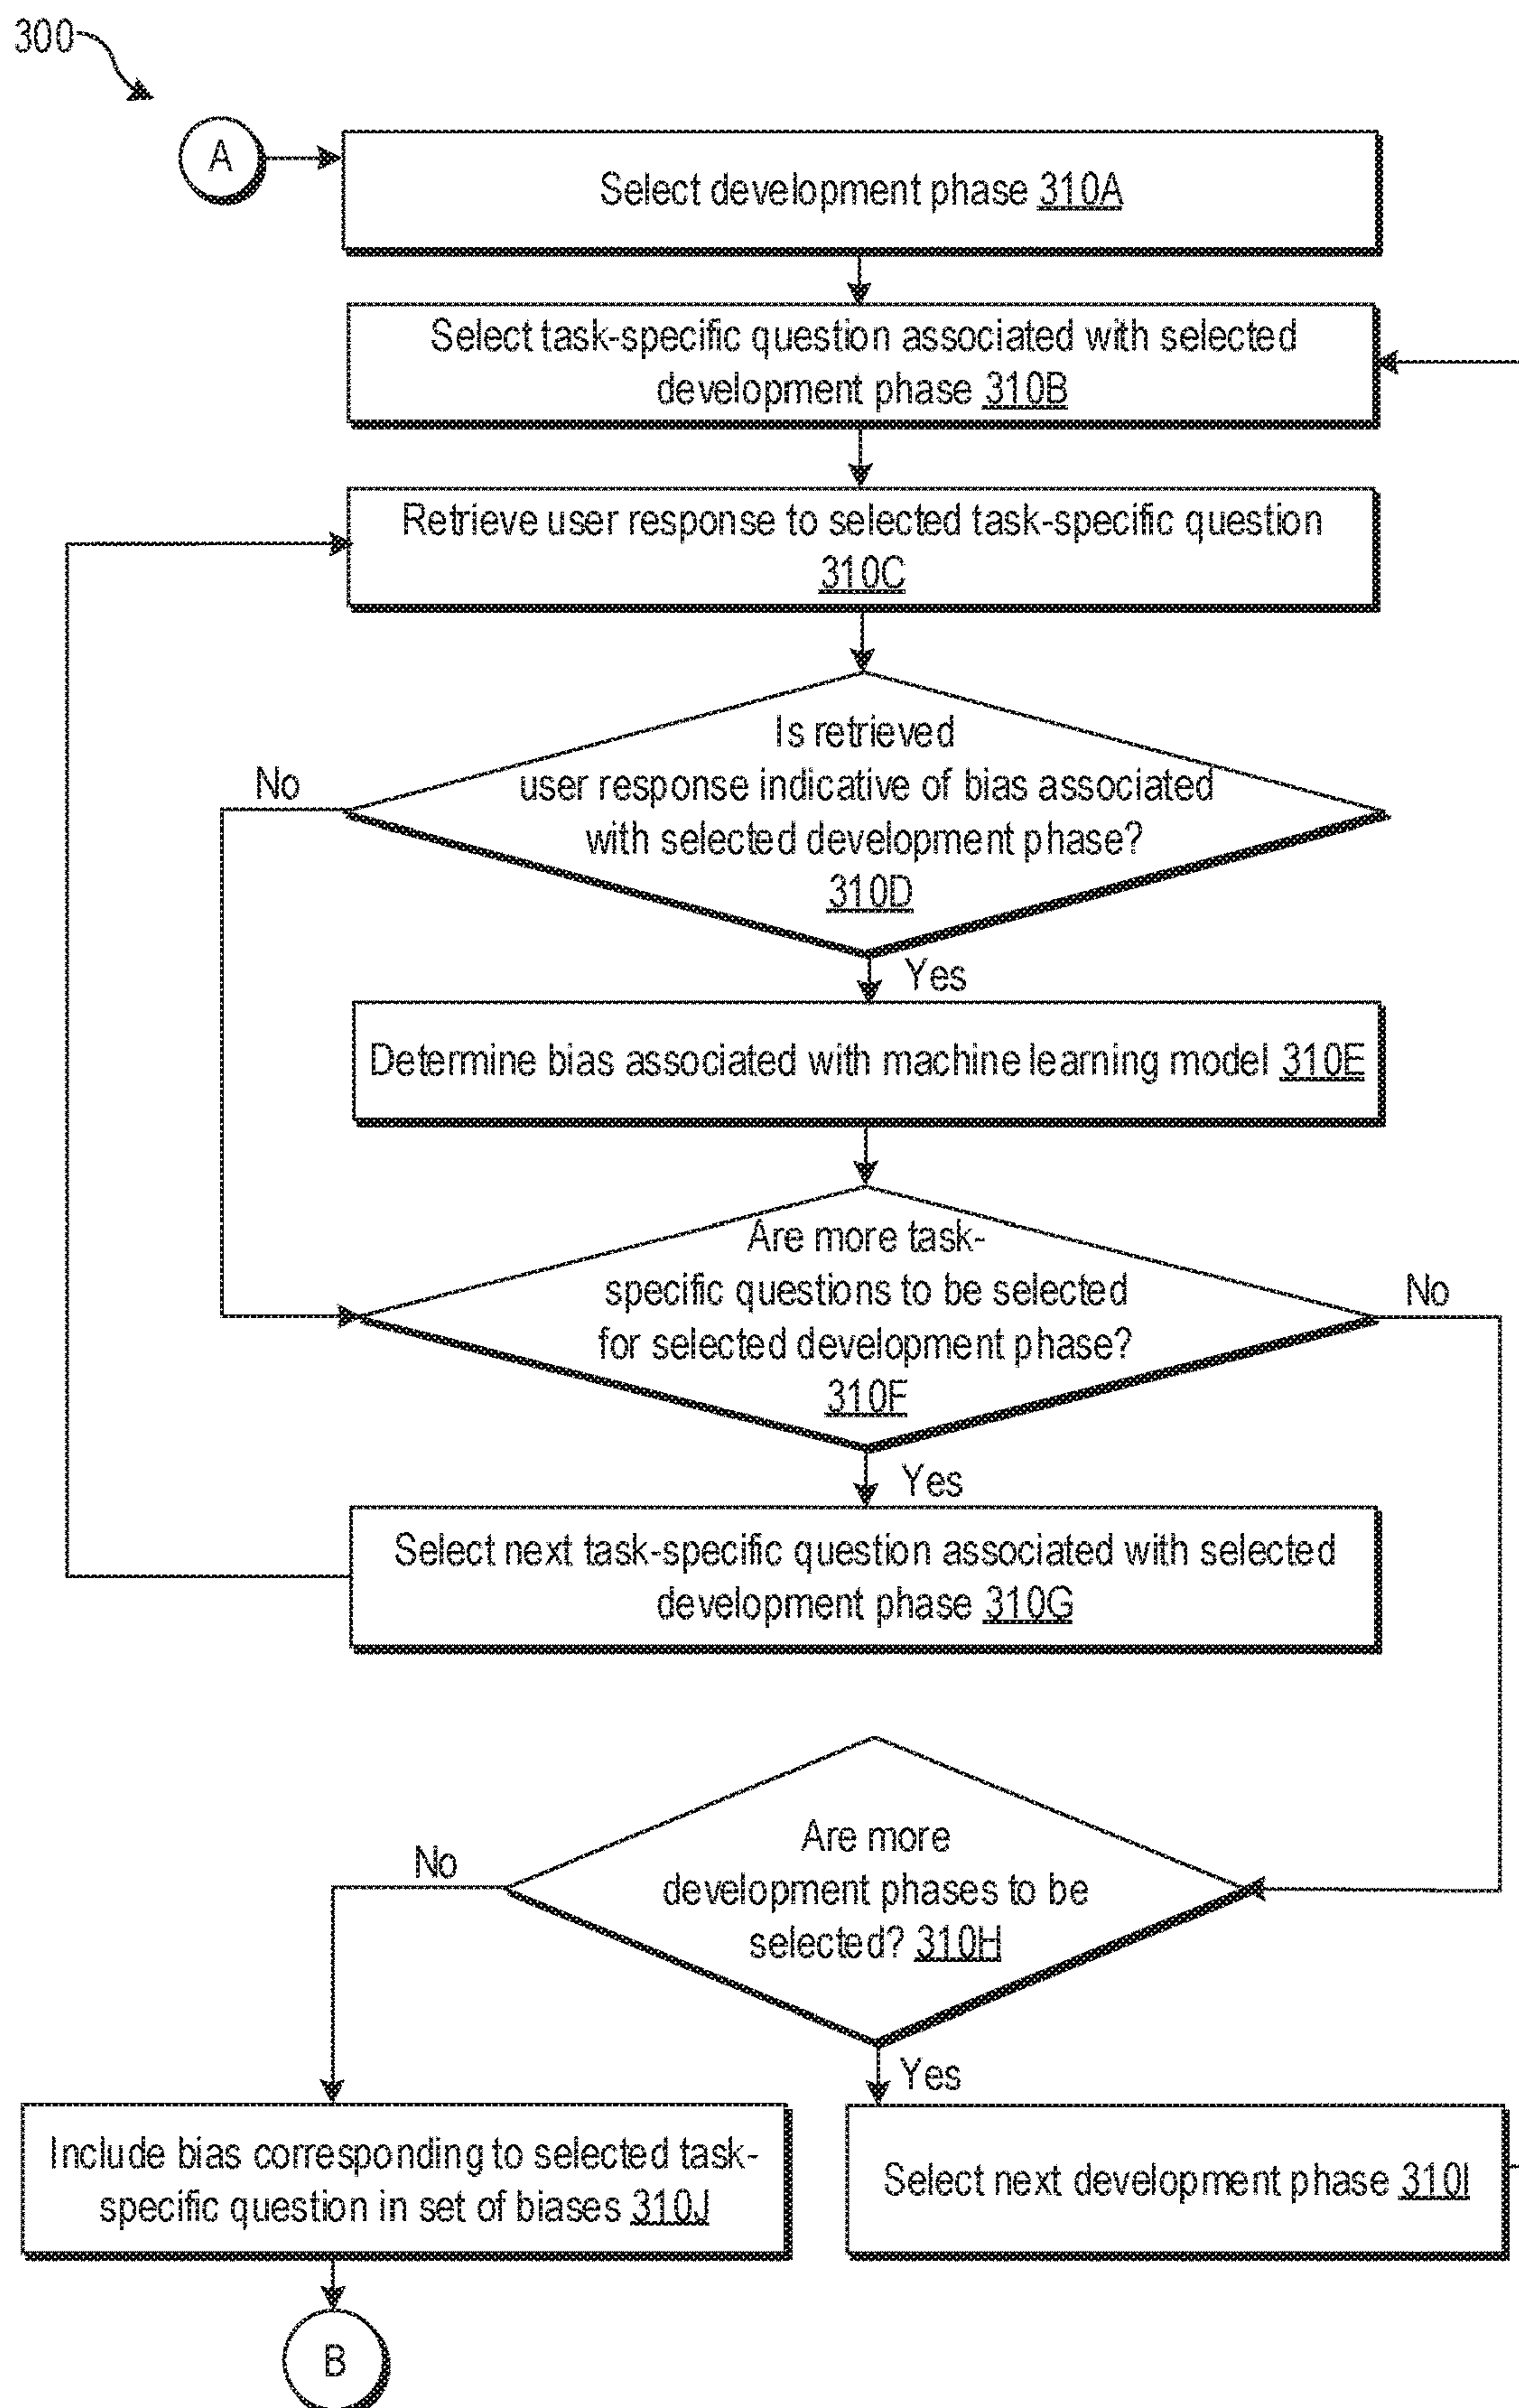 300
A
Select development phase 310A
Select task-specific question associated with selected
development phase 310B
Retrieve user response to selected task-specific question
310C
Is retrieved
user response indicative of bias associated
with selected development phase?
310D
No
Yes
Determine bias associated with machine learning model 310E
Are more task-
specific questions to be selected
for selected development phase?
310F
No
Yes
Select next task-specific question associated with selected
development phase 310G
Are more
development phases to be
selected? 310H
No
Yes
Include bias corresponding to selected task-
specific question in set of biases 310J
Select next development phase 310I
B